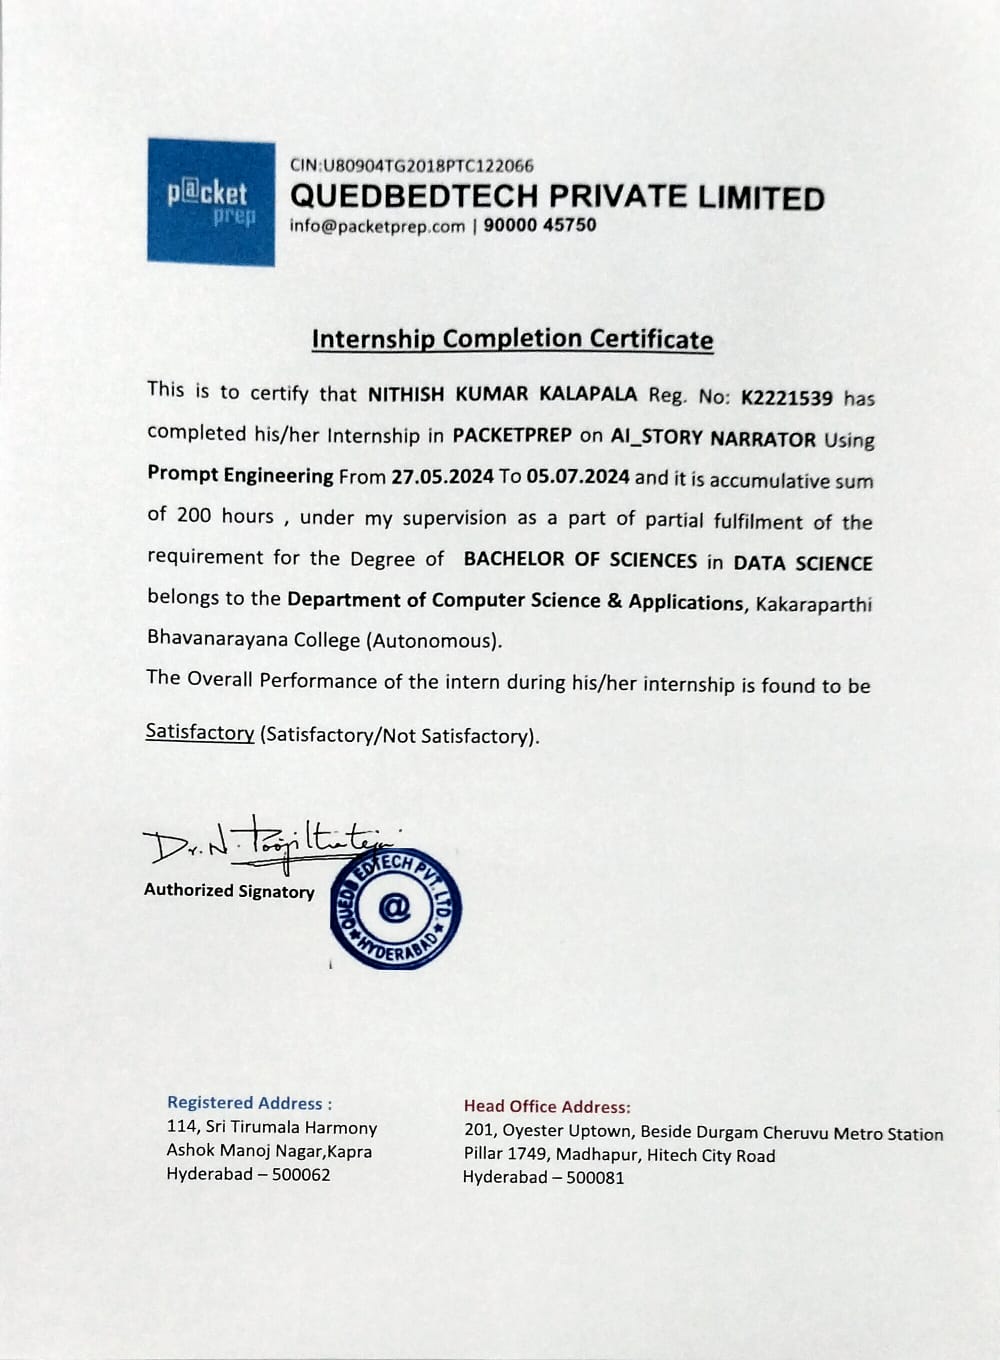 p@cket
prep
CIN:U80904TG2018PTC122066
QUEDBEDTECH PRIVATE LIMITED
info@packetprep.com | 90000 45750
Internship Completion Certificate
This is to certify that NITHISH KUMAR KALAPALA Reg. No: K2221539 has
completed his/her Internship in PACKETPREP on AI_STORY NARRATOR Using
Prompt Engineering From 27.05.2024 To 05.07.2024 and it is accumulative sum
of 200 hours , under my supervision as a part of partial fulfilment of the
requirement for the Degree of BACHELOR OF SCIENCES in DATA SCIENCE
belongs to the Department of Computer Science & Applications, Kakaraparthi
Bhavanarayana College (Autonomous).
The Overall Performance of the intern during his/her internship is found to be
Satisfactory (Satisfactory/Not Satisfactory).
Dr. N.
Authorized Signatory
QUEDB EDTECH PVT. LTD.
@
★ HYDERABAD ★
Registered Address :
114, Sri Tirumala Harmony
Ashok Manoj Nagar,Kapra
Hyderabad – 500062
Head Office Address:
201, Oyester Uptown, Beside Durgam Cheruvu Metro Station
Pillar 1749, Madhapur, Hitech City Road
Hyderabad – 500081